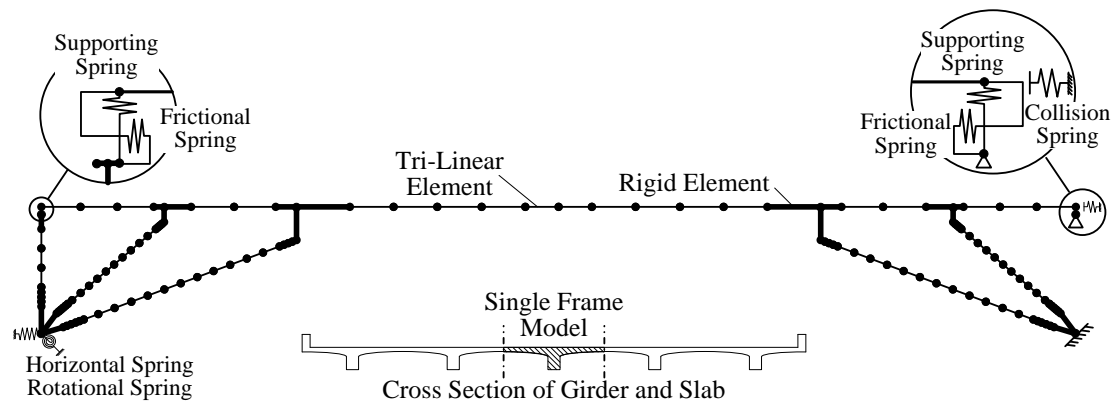 Supporting
Spring
Frictional
Spring
Supporting
Spring
Frictional
Spring
Collision
Spring
Tri-Linear
Element
Rigid Element
Single Frame
Model
Horizontal Spring
Rotational Spring
Cross Section of Girder and Slab